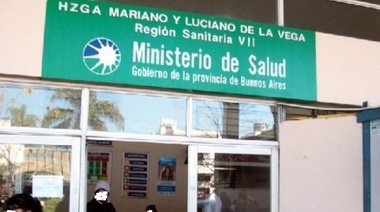 HZGA MARIANO Y LUCIANO DE LA VEGA
Región Sanitaria VII
Ministerio de Salud
Gobierno de la provincia de Buenos Aires